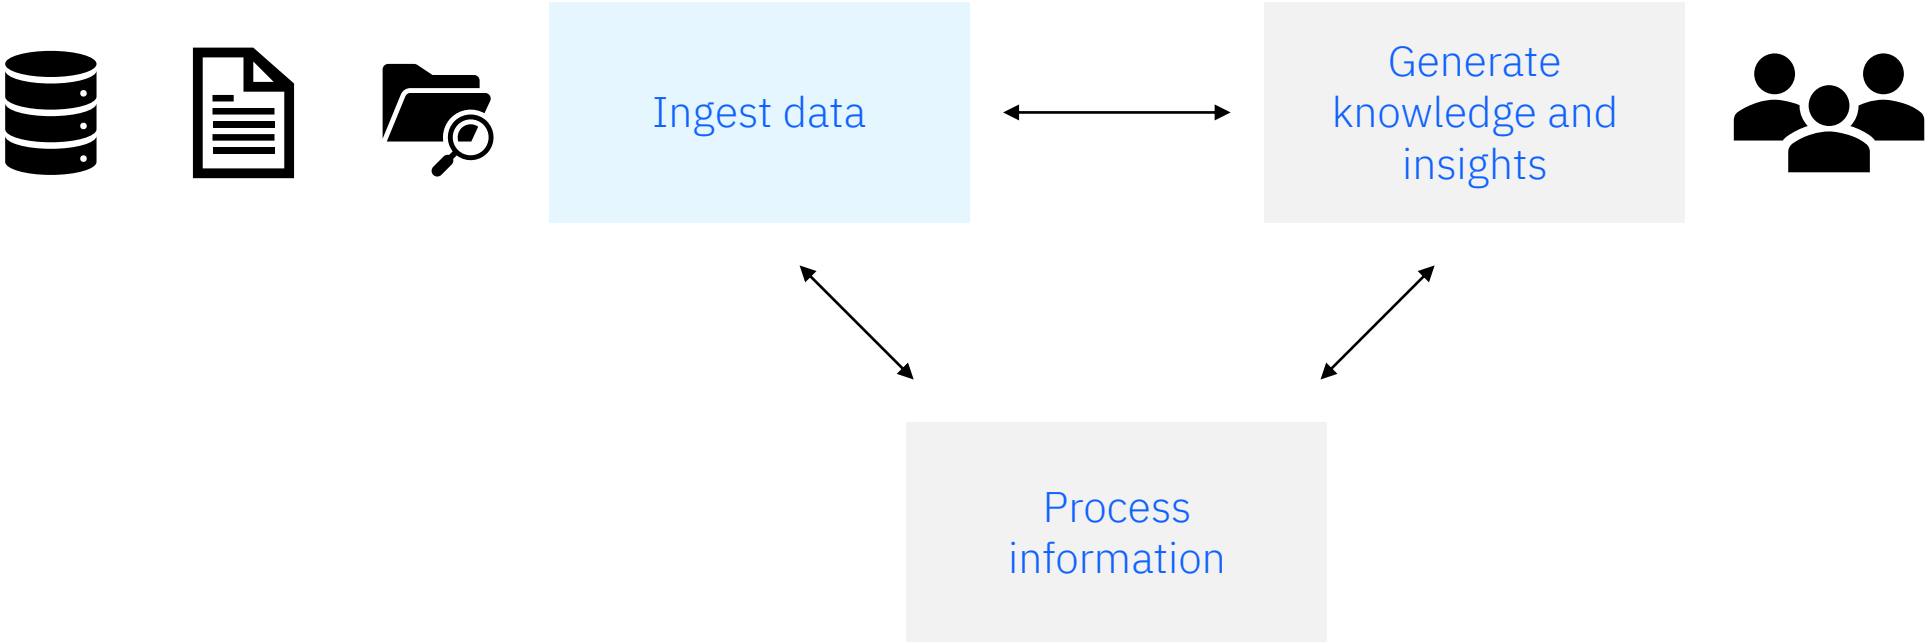 Ingest data
Generate
knowledge and
insights
Process
information